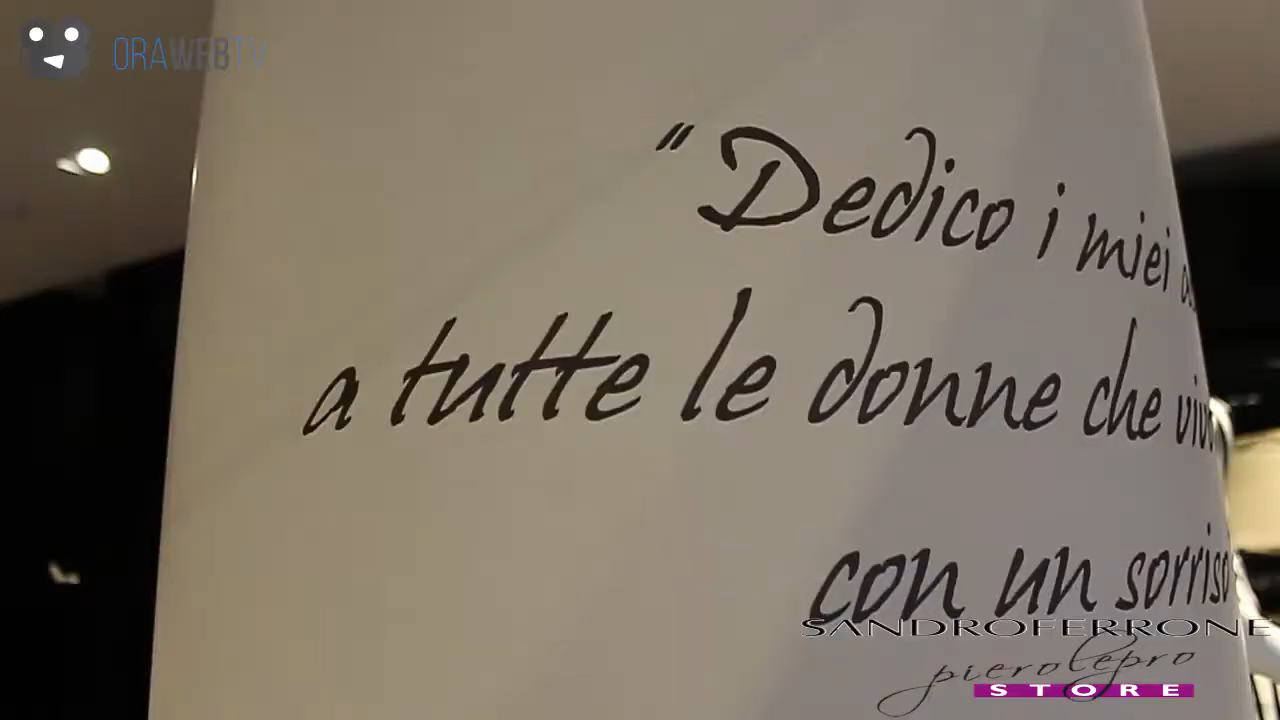 ORAWEBTV
"Dedico i miei
a tutte le donne che
con un sorriso
SANDROFERRONE
pierolepro
STORE